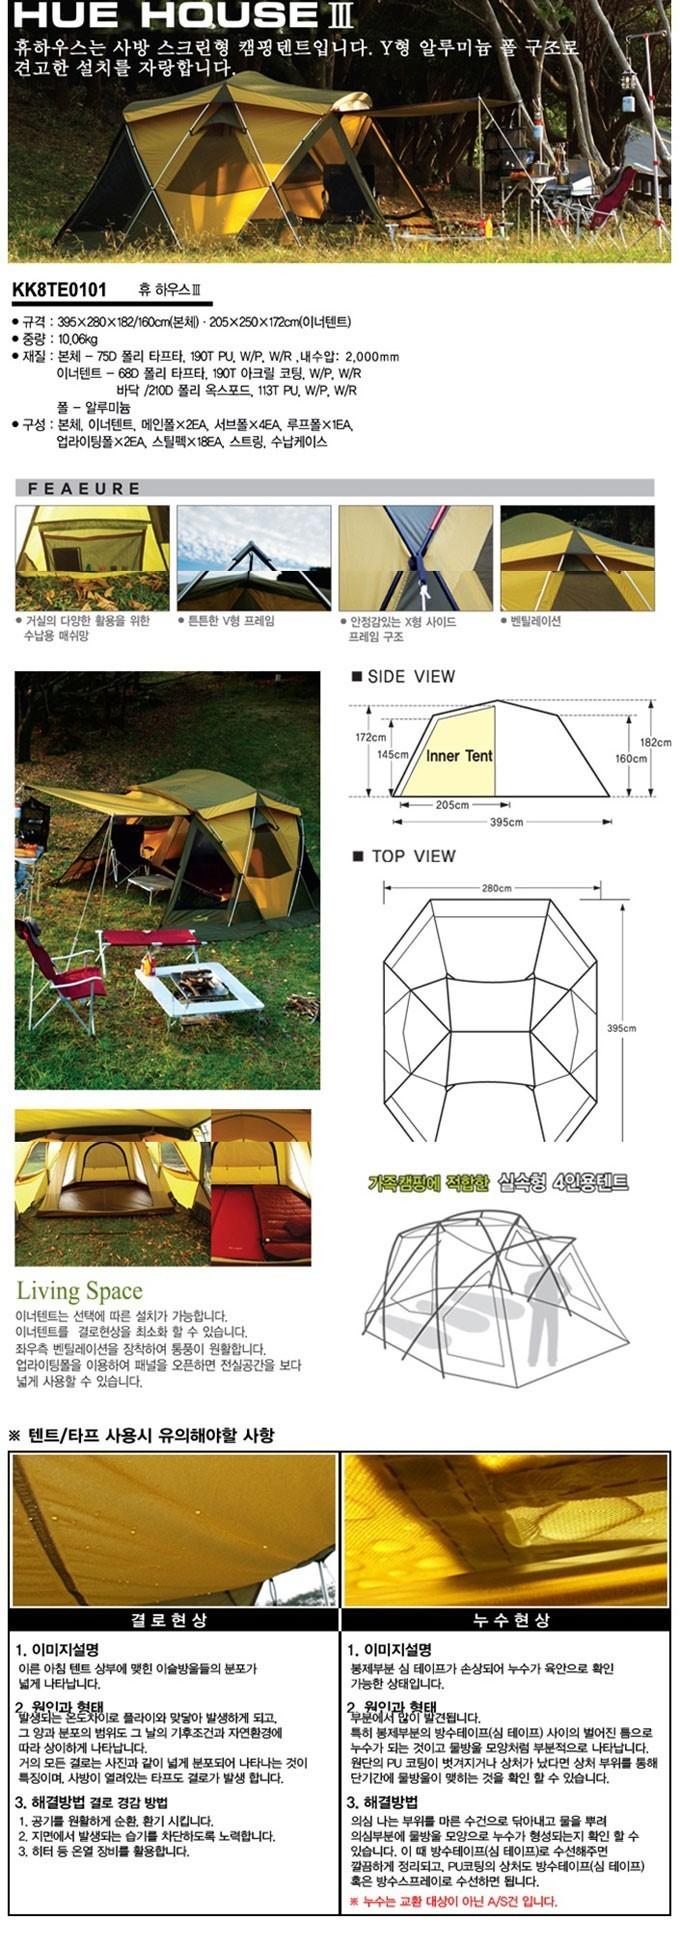 HUE HOUSE Ⅲ
휴하우스는 사방 스크린형 캠핑텐트입니다. Y형 알루미늄 폴 구조로
견고한 설치를 자랑합니다.
KK8TE0101 휴 하우스Ⅲ
● 규격 : 395×280×182/160cm(본체) · 205×250×172cm(이너텐트)
● 중량 : 10.06kg
● 재질 : 본체 – 75D 폴리 타프타, 190T PU, W/P, W/R ,내수압: 2,000mm
이너텐트 – 68D 폴리 타프타, 190T 아크릴 코팅, W/P, W/R
바닥 /210D 폴리 옥스포드, 113T PU, W/P, W/R
폴 – 알루미늄
● 구성 : 본체, 이너텐트, 메인폴×2EA, 서브폴×4EA, 루프폴×1EA,
업라이팅폴×2EA, 스틸펙×18EA, 스트링, 수납케이스
FEAEURE
● 거실의 다양한 활용을 위한
수납용 매쉬망
● 튼튼한 V형 프레임
● 안정감있는 X형 사이드
프레임 구조
● 벤틸레이션
■ SIDE VIEW
172cm
145cm
Inner Tent
182cm
160cm
205cm
395cm
■ TOP VIEW
280cm
395cm
가족캠핑에 적합한 실속형 4인용텐트
Living Space
이너텐트는 선택에 따른 설치가 가능합니다.
이너텐트를 결로현상을 최소화 할 수 있습니다.
좌우측 벤틸레이션을 장착하여 통풍이 원활합니다.
업라이팅폴을 이용하여 패널을 오픈하면 전실공간을 보다
넓게 사용할 수 있습니다.
※ 텐트/타프 사용시 유의해야할 사항
결로현상
1. 이미지설명
이른 아침 텐트 상부에 맺힌 이슬방울들의 분포가
넓게 나타납니다.
2. 원인과 형태
발생되는 온도차이로 플라이와 맞닿아 발생하게 되고,
그 양과 분포의 범위도 그 날의 기후조건과 자연환경에
따라 상이하게 나타납니다.
거의 모든 결로는 사진과 같이 넓게 분포되어 나타나는 것이
특징이며, 사방이 열려있는 타프도 결로가 발생 합니다.
3. 해결방법 결로 경감 방법
1. 공기를 원활하게 순환, 환기 시킵니다.
2. 지면에서 발생되는 습기를 차단하도록 노력합니다.
3. 히터 등 온열 장비를 활용합니다.
누수현상
1. 이미지설명
봉제부분 심 테이프가 손상되어 누수가 육안으로 확인
가능한 상태입니다.
2. 원인과 형태
부분에서 많이 발견됩니다.
특히 봉제부분의 방수테이프(심 테이프) 사이의 벌어진 틈으로
누수가 되는 것이고 물방울 모양처럼 부분적으로 나타납니다.
원단의 PU 코팅이 벗겨지거나 상처가 났다면 상처 부위를 통해
단기간에 물방울이 맺히는 것을 확인 할 수 있습니다.
3. 해결방법
의심 나는 부위를 마른 수건으로 닦아내고 물을 뿌려
의심부분에 물방울 모양으로 누수가 형성되는지 확인 할 수
있습니다. 이 때 방수테이프(심 테이프)로 수선해주면
깔끔하게 정리되고, PU코팅의 상처도 방수테이프(심 테이프)
혹은 방수스프레이로 수선하면 됩니다.
※ 누수는 교환 대상이 아닌 A/S건 입니다.